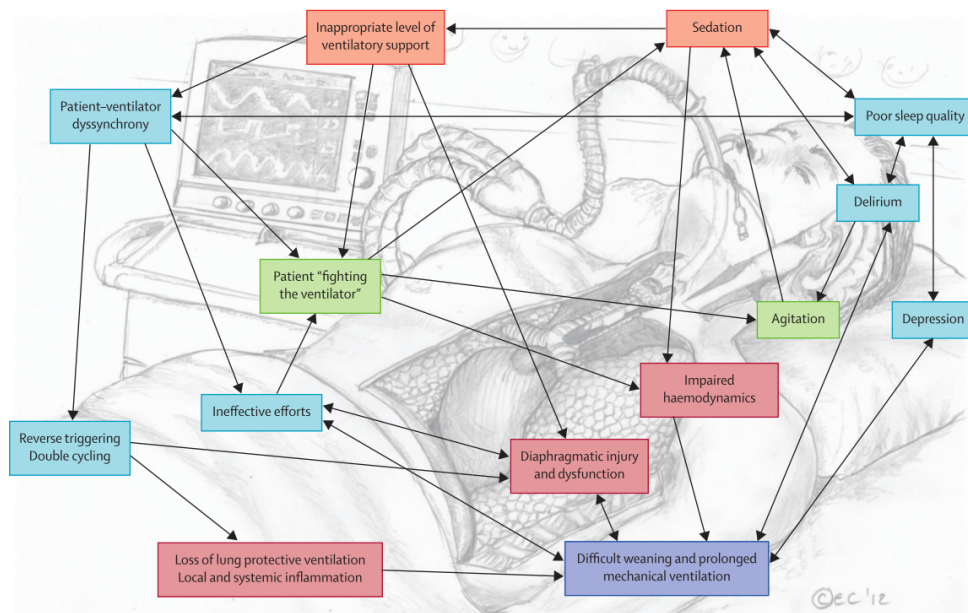 Inappropriate level of
ventilatory support
Sedation
Patient–ventilator
dyssynchrony
Poor sleep quality
Delirium
Patient “fighting
the ventilator”
Agitation
Depression
Impaired
haemodynamics
Ineffective efforts
Reverse triggering
Double cycling
Diaphragmatic injury
and dysfunction
Loss of lung protective ventilation
Local and systemic inflammation
Difficult weaning and prolonged
mechanical ventilation
©EC '12